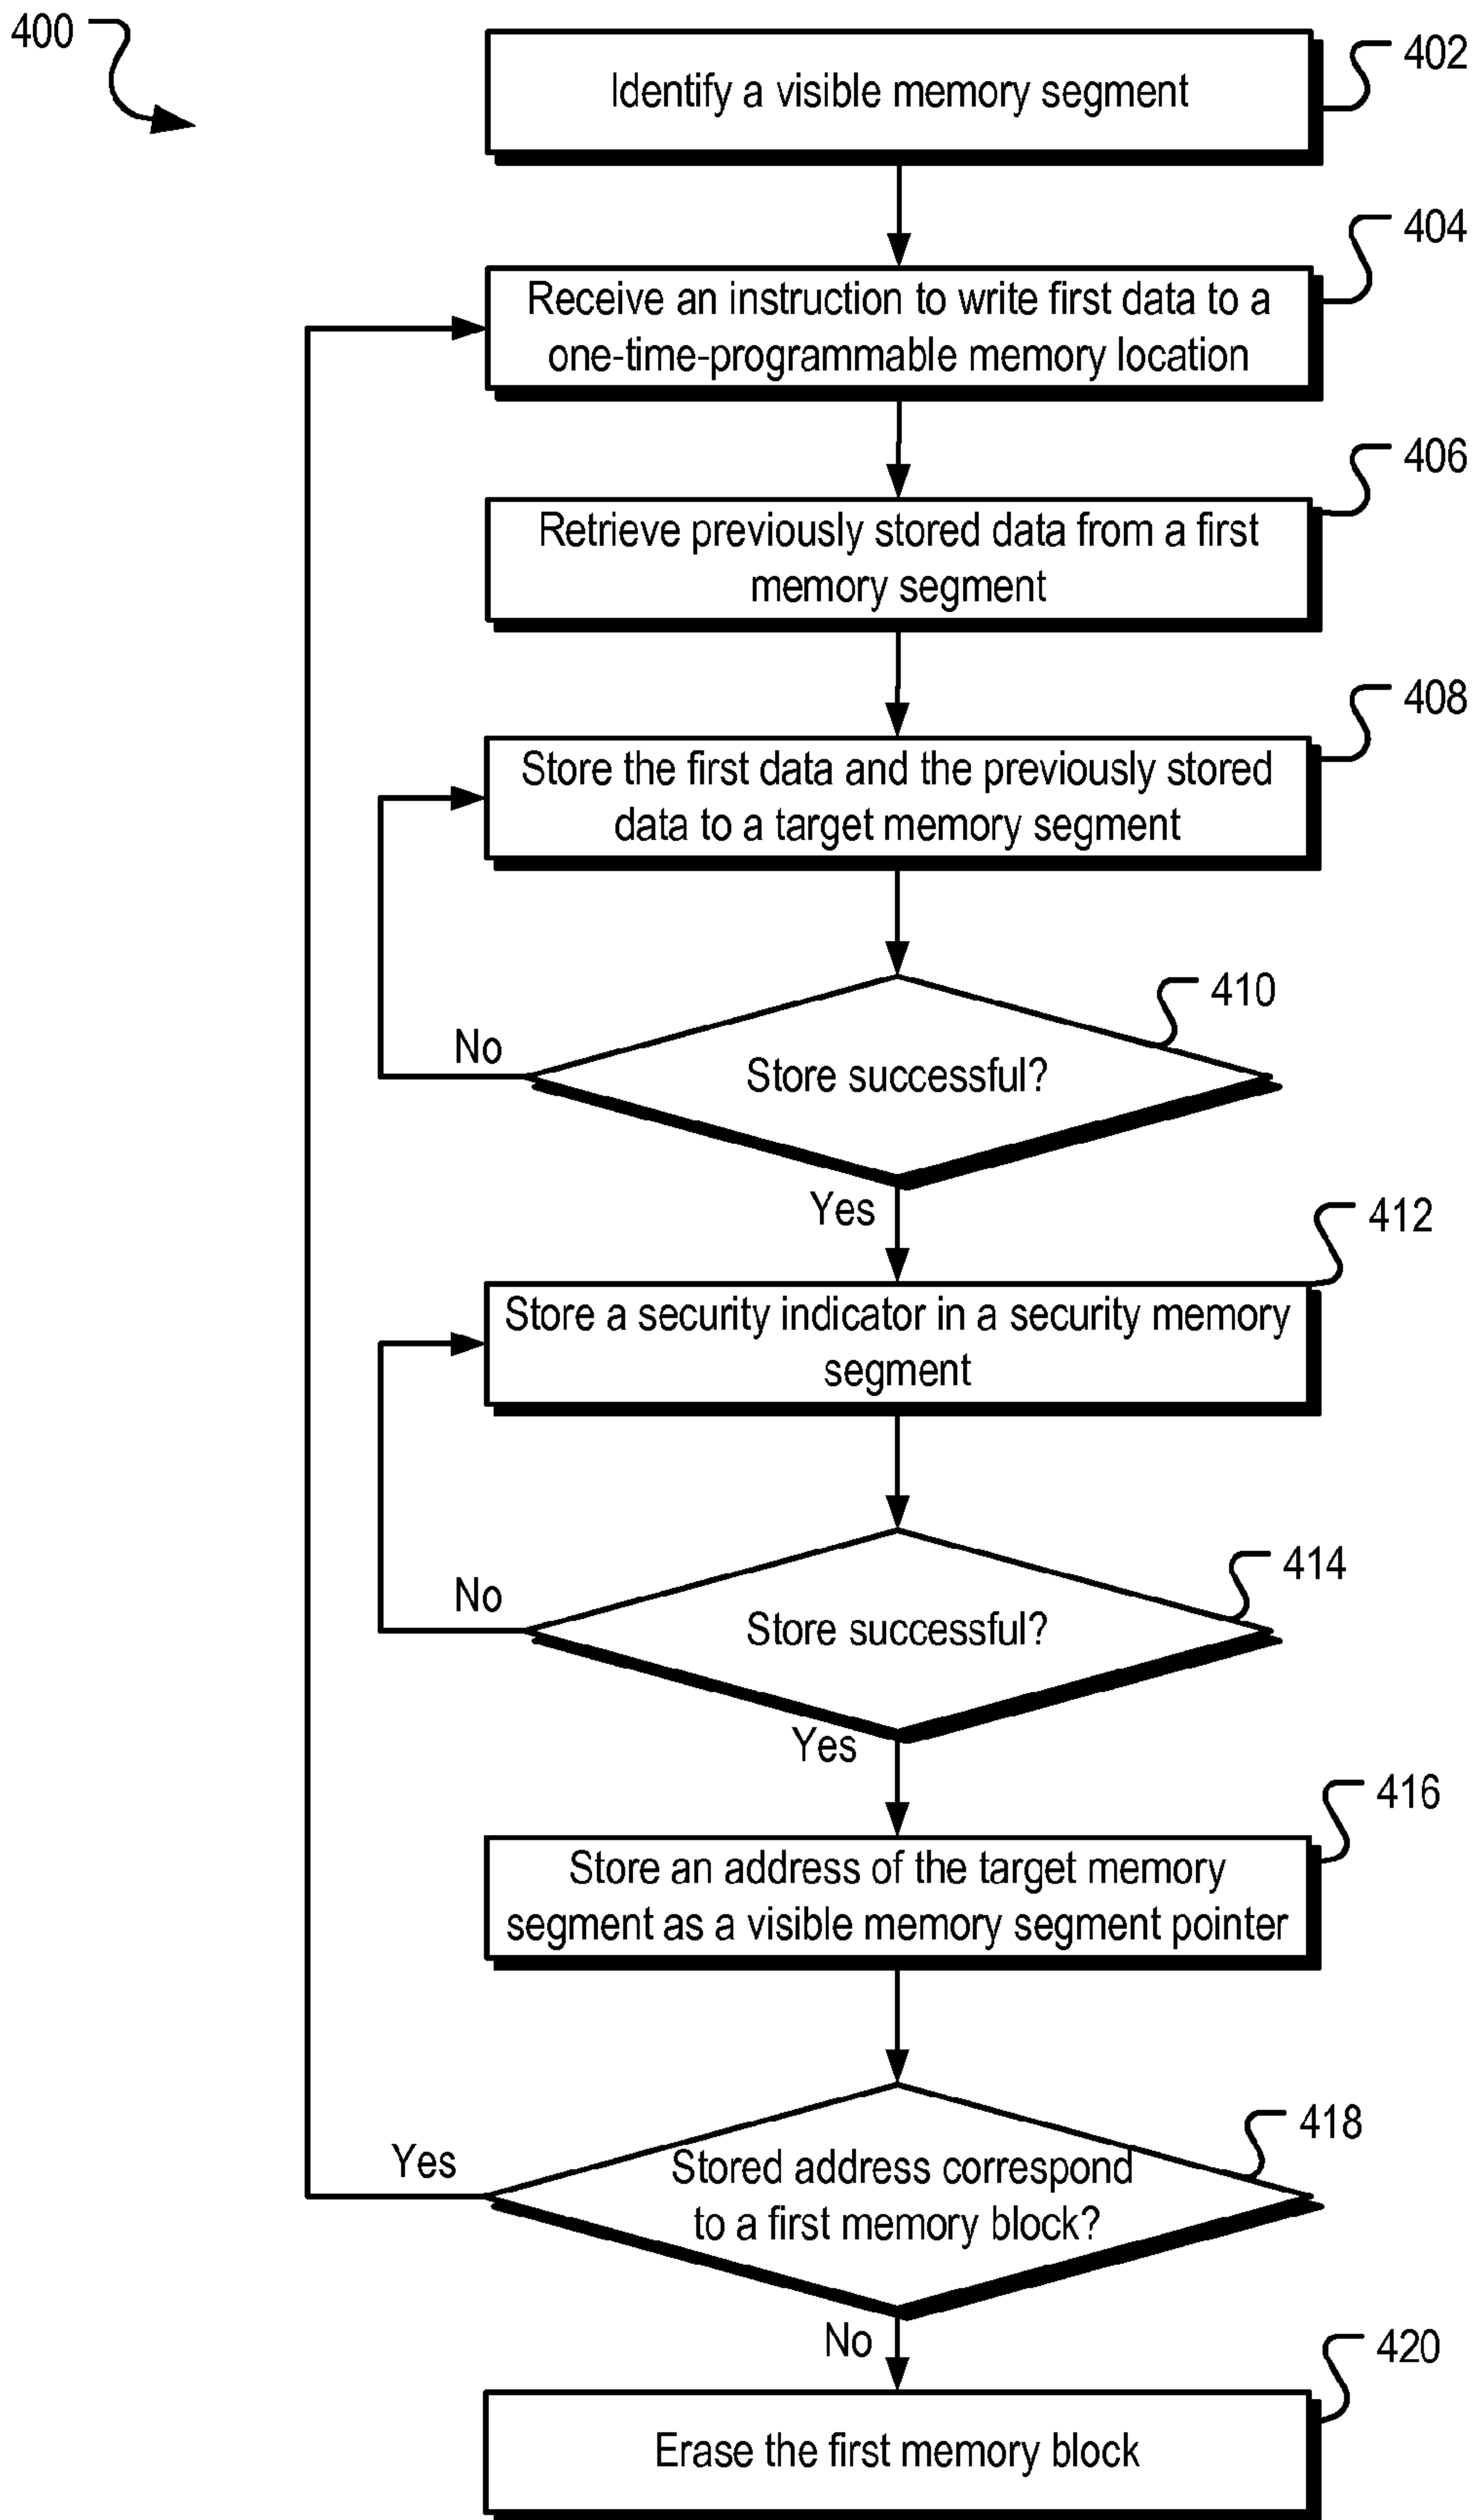 400
Identify a visible memory segment
402
Receive an instruction to write first data to a
one-time-programmable memory location
404
Retrieve previously stored data from a first
memory segment
406
Store the first data and the previously stored
data to a target memory segment
408
Store successful?
410
No
Yes
Store a security indicator in a security memory
segment
412
Store successful?
414
No
Yes
Store an address of the target memory
segment as a visible memory segment pointer
416
Stored address correspond
to a first memory block?
418
Yes
No
Erase the first memory block
420